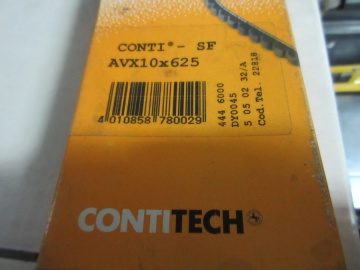 CONTI® - SF
AVX10x625
4 010858 780029
444 6000
DY0045
5 05 02 32/A
Cod.Tel. 22818
CONTITECH